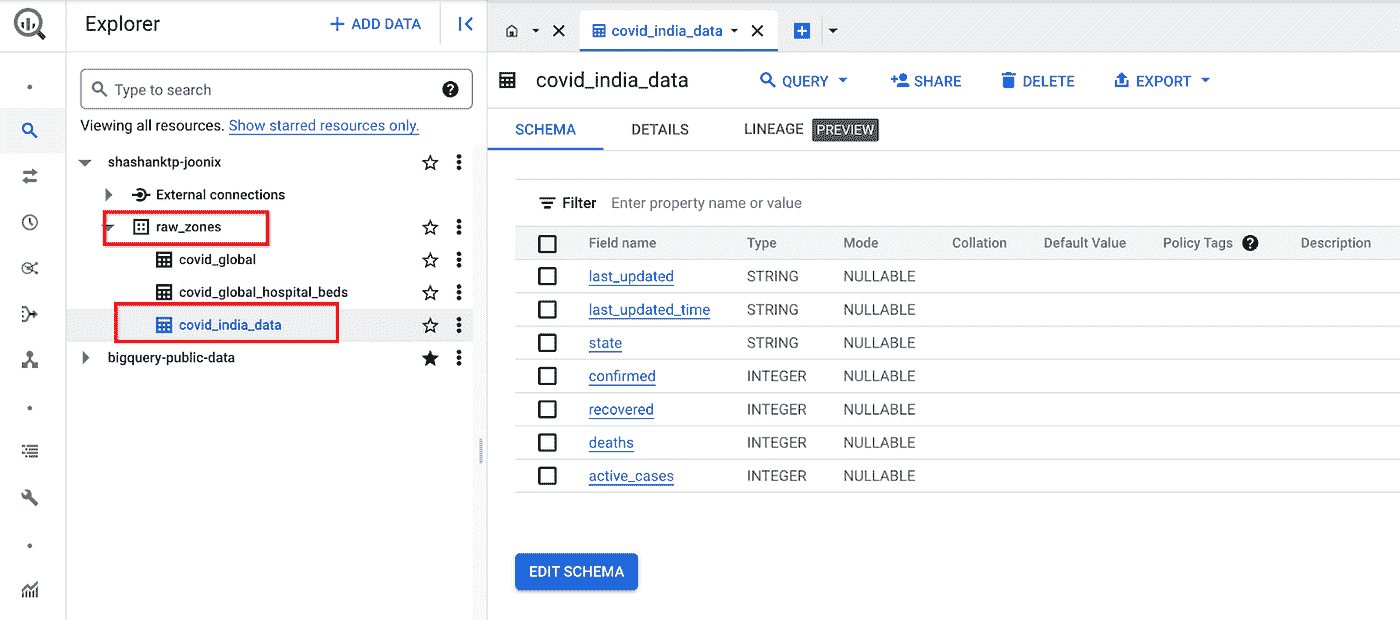 Explorer
+ ADD DATA
Type to search
Viewing all resources. Show starred resources only.
shashanktp-joonix
External connections
raw_zones
covid_global
covid_global_hospital_beds
covid_india_data
bigquery-public-data
covid_india_data
covid_india_data
QUERY SHARE DELETE EXPORT
SCHEMA DETAILS LINEAGE PREVIEW
Filter Enter property name or value
Field name Type Mode Collation Default Value Policy Tags Description
last_updated STRING NULLABLE
last_updated_time STRING NULLABLE
state STRING NULLABLE
confirmed INTEGER NULLABLE
recovered INTEGER NULLABLE
deaths INTEGER NULLABLE
active_cases INTEGER NULLABLE
EDIT SCHEMA